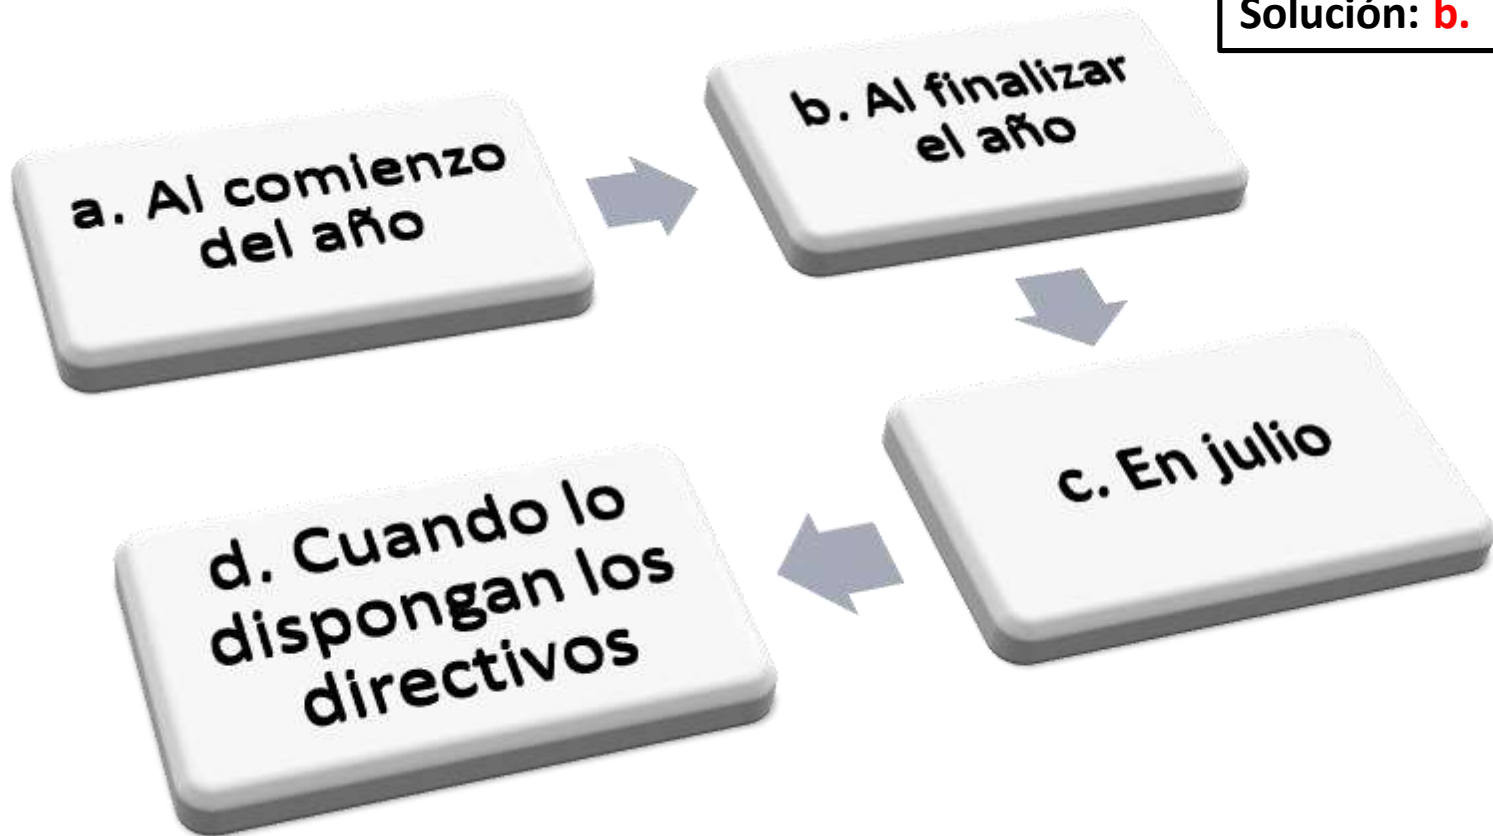 Solución: b.
a. Al comienzo
del año
b. Al finalizar
el año
c. En julio
d. Cuando lo
dispongan los
directivos